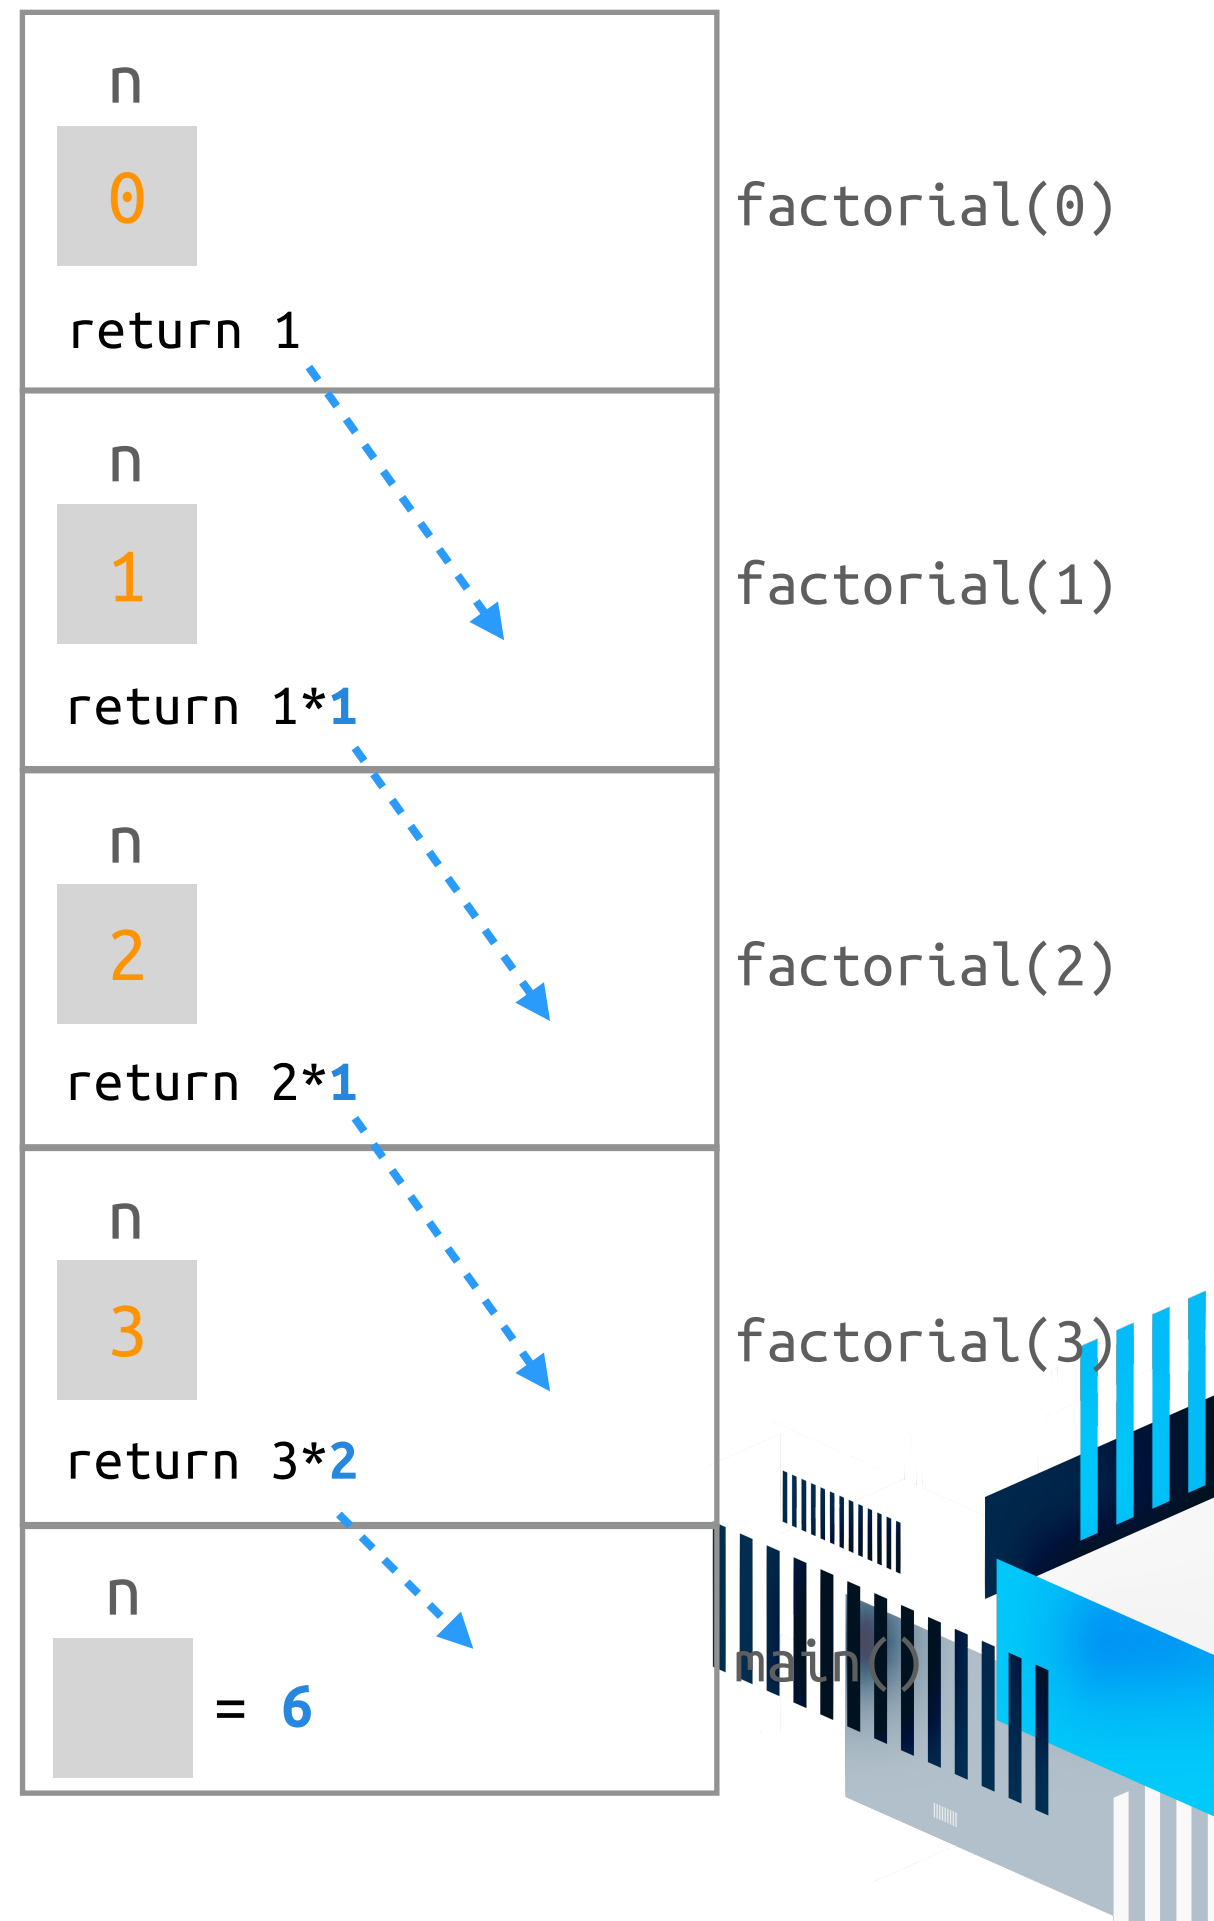 n
0
factorial(0)
return 1
n
1
factorial(1)
return 1*1
n
2
factorial(2)
return 2*1
n
3
factorial(3)
return 3*2
n
main()
= 6